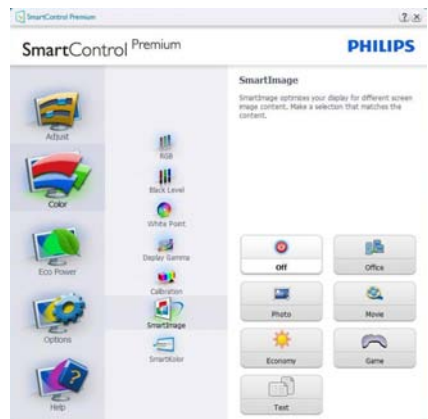 SmartControl Premium
SmartControl Premium
PHILIPS
Adjust
Color
Eco Power
Options
Help
RGB
Black Level
White Point
Display Gamma
Calibration
SmartImage
SmartKolor
SmartImage
SmartImage optimizes your display for different screen
image content. Make a selection that matches the
content.
Off
Office
Photo
Movie
Economy
Game
Text